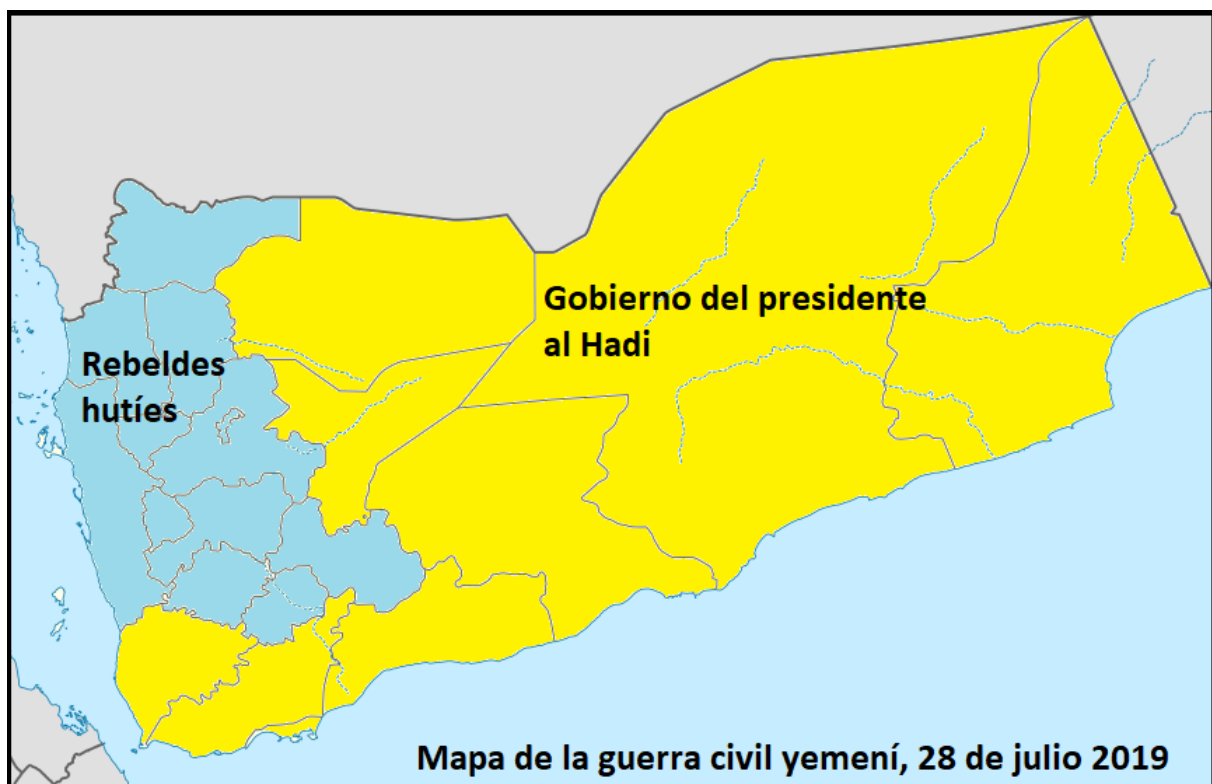 Gobierno del presidente
al Hadi
Rebeldes
hutíes
Mapa de la guerra civil yemení, 28 de julio 2019